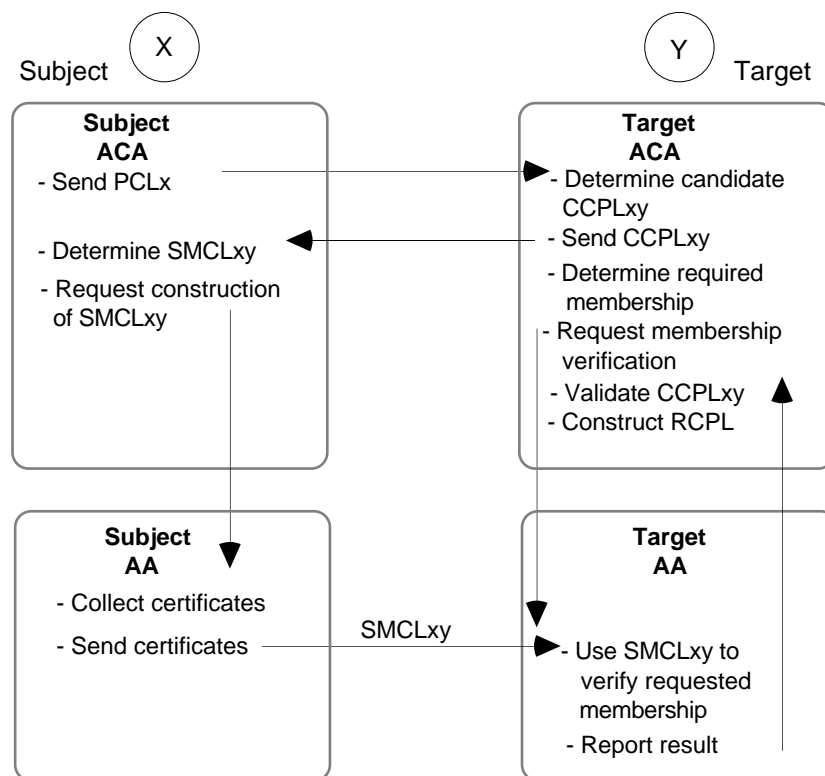 X
Y
Subject
Target
Subject
ACA
- Send PCLx
- Determine SMCLxy
- Request construction
of SMCLxy
Target
ACA
- Determine candidate
CCPLxy
- Send CCPLxy
- Determine required
membership
- Request membership
verification
- Validate CCPLxy
- Construct RCPL
Subject
AA
- Collect certificates
- Send certificates
SMCLxy
Target
AA
- Use SMCLxy to
verify requested
membership
- Report result